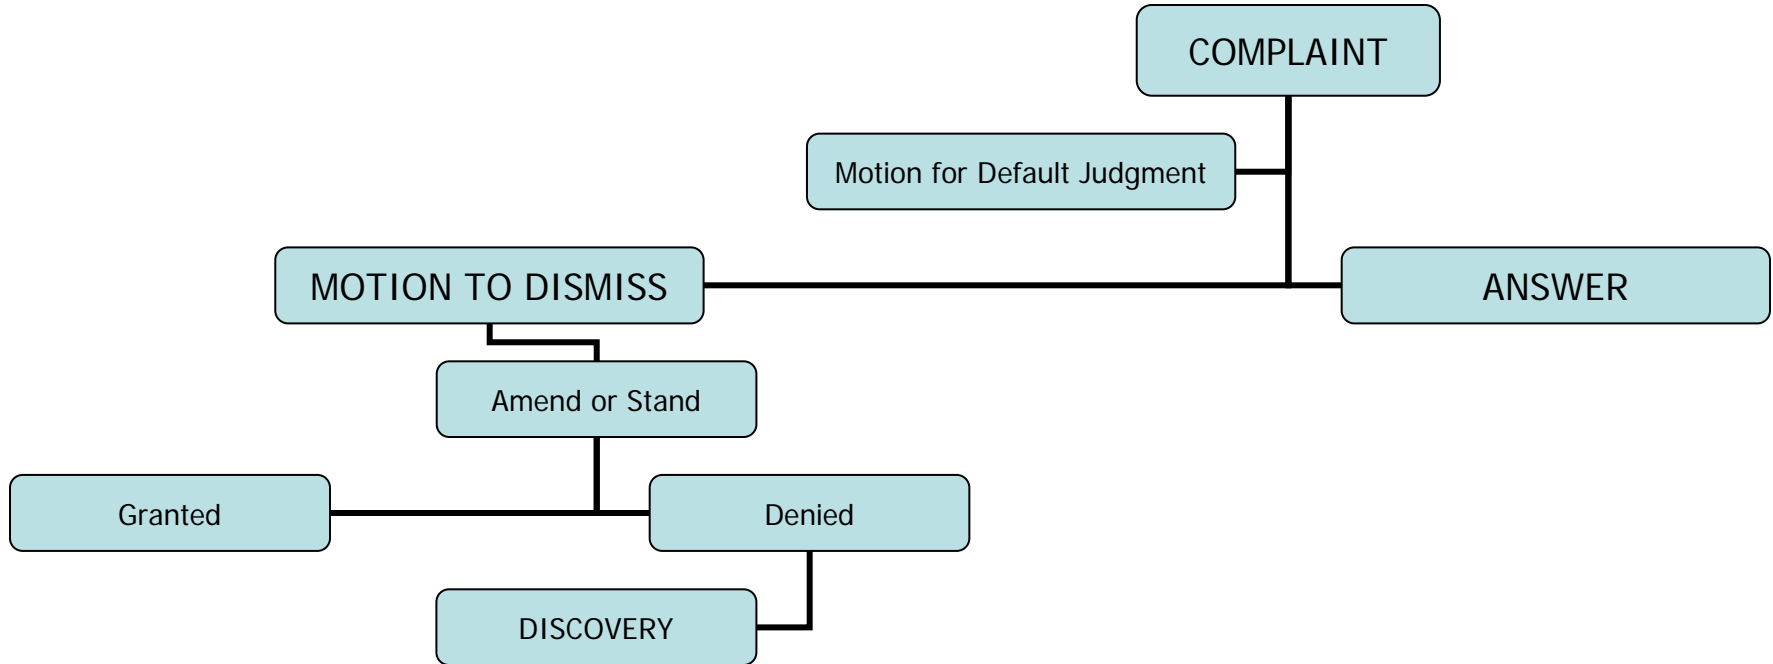 COMPLAINT
Motion for Default Judgment
MOTION TO DISMISS
ANSWER
Amend or Stand
Granted
Denied
DISCOVERY